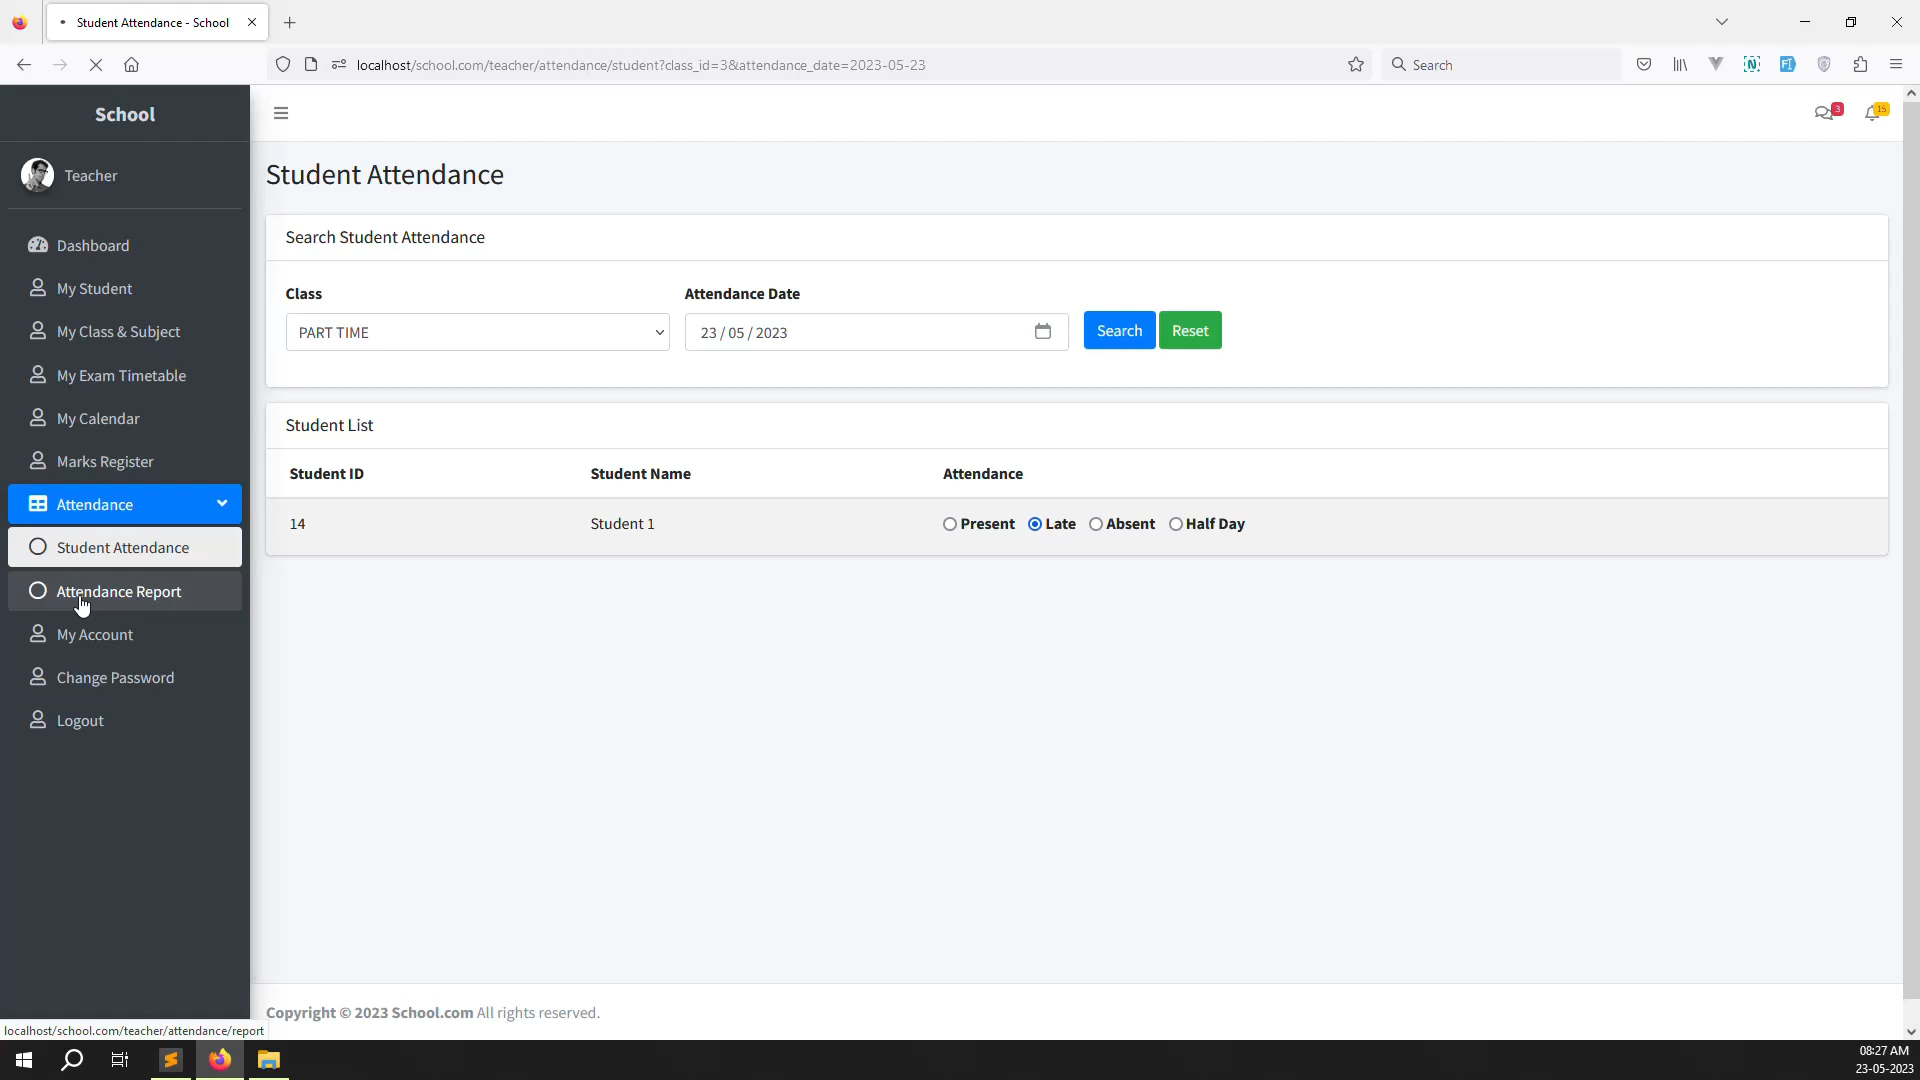 Student Attendance - School
localhost/school.com/teacher/attendance/student?class_id=3&attendance_date=2023-05-23
Search
School
3
15
Teacher
Student Attendance
Dashboard
My Student
My Class & Subject
My Exam Timetable
My Calendar
Marks Register
Attendance
Student Attendance
Attendance Report
My Account
Change Password
Logout
Search Student Attendance
Class
Attendance Date
PART TIME
23 / 05 / 2023
Search
Reset
Student List
Student ID Student Name Attendance
14 Student 1 Present Late Absent Half Day
Copyright © 2023 School.com All rights reserved.
localhost/school.com/teacher/attendance/report
08:27 AM
23-05-2023